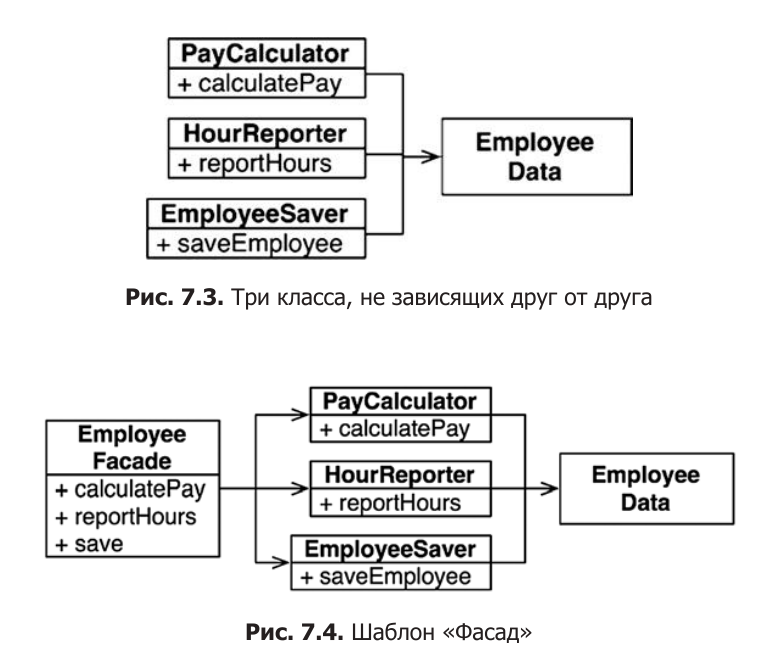 PayCalculator
+ calculatePay
HourReporter
+ reportHours
EmployeeSaver
+ saveEmployee
Employee
Data
Рис. 7.3. Три класса, не зависящих друг от друга
Employee
Facade
+ calculatePay
+ reportHours
+ save
PayCalculator
+ calculatePay
HourReporter
+ reportHours
EmployeeSaver
+ saveEmployee
Employee
Data
Рис. 7.4. Шаблон «Фасад»